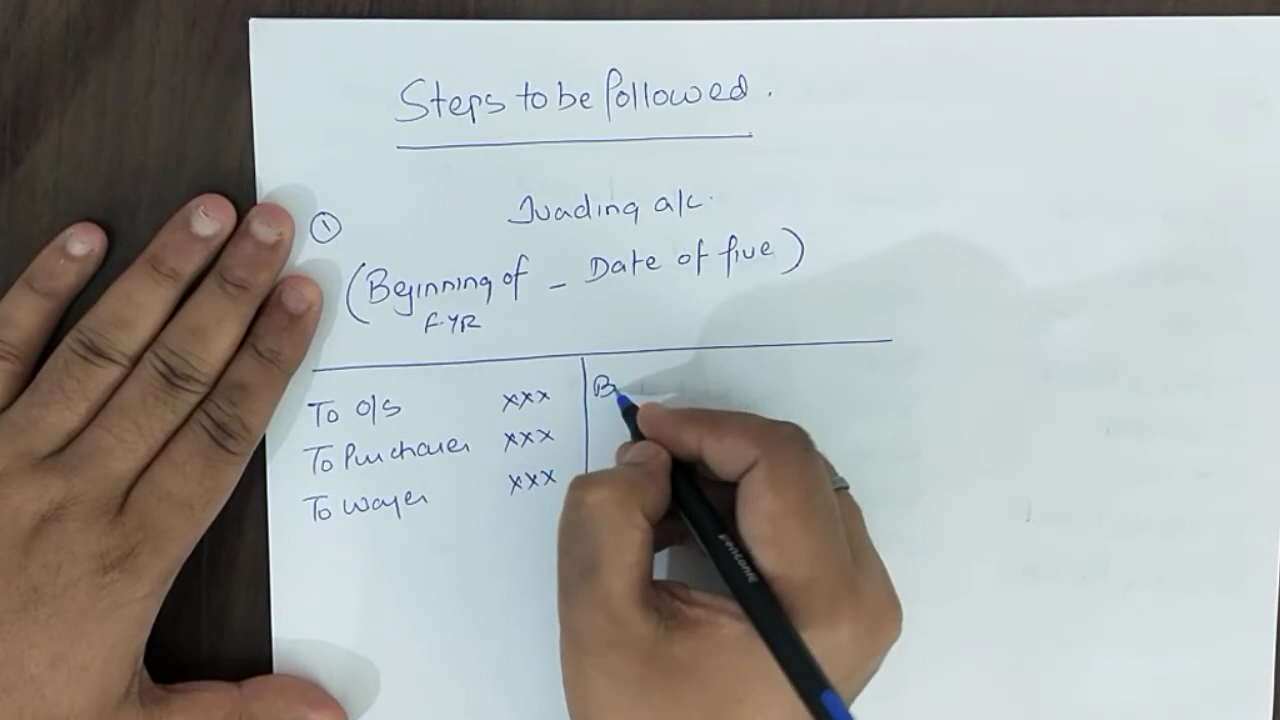 Steps to be followed.
① Trading a/c.
(Beginning of - Date of fire)
F.YR
To O/S xxx B
To Purchases xxx
To Wages xxx
pentonic